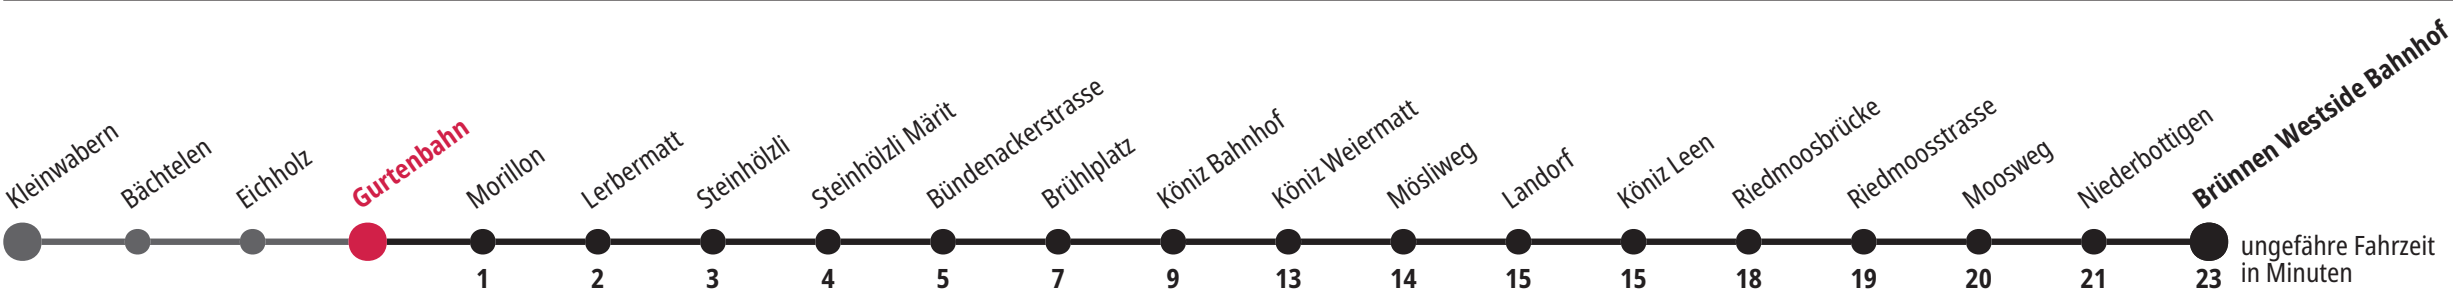 Kleinwabern
Bächtelen
Eichholz
Gurtenbahn
Morillon
Lerbermatt
Steinhölzli
Steinhölzli Märit
Bündenackerstrasse
Brühlplatz
Köniz Bahnhof
Köniz Weiermatt
Mösliweg
Landorf
Köniz Leen
Riedmoosbrücke
Riedmoosstrasse
Moosweg
Niederbottigen
Brünnen Westside Bahnhof
1 2 3 4 5 7 9 13 14 15 15 18 19 20 21 23
ungefähre Fahrzeit
in Minuten